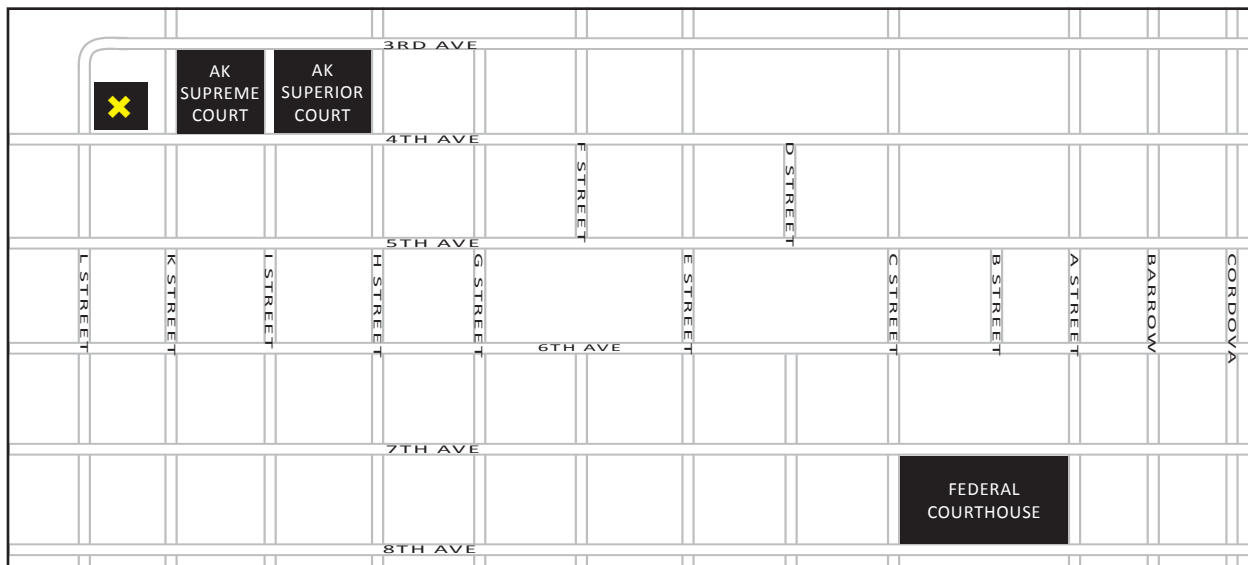 3RD AVE
AK
SUPREME
COURT
AK
SUPERIOR
COURT
4TH AVE
F STREET
D STREET
5TH AVE
L STREET
K STREET
I STREET
H STREET
G STREET
E STREET
C STREET
B STREET
A STREET
BARROW
CORDOVA
6TH AVE
7TH AVE
FEDERAL
COURTHOUSE
8TH AVE